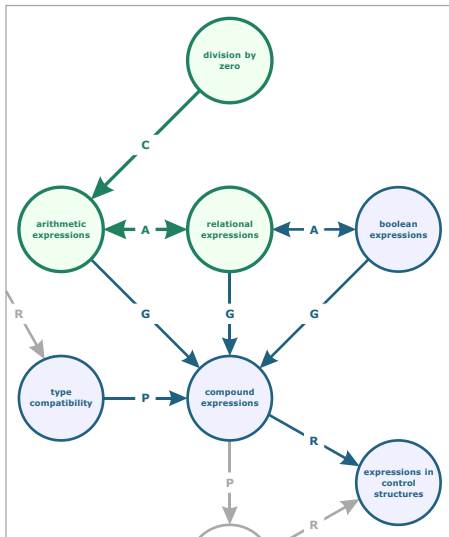 division by
zero
C
arithmetic
expressions
A
relational
expressions
A
boolean
expressions
G
G
G
R
type
compatibility
P
compound
expressions
R
expressions in
control
structures
P
R